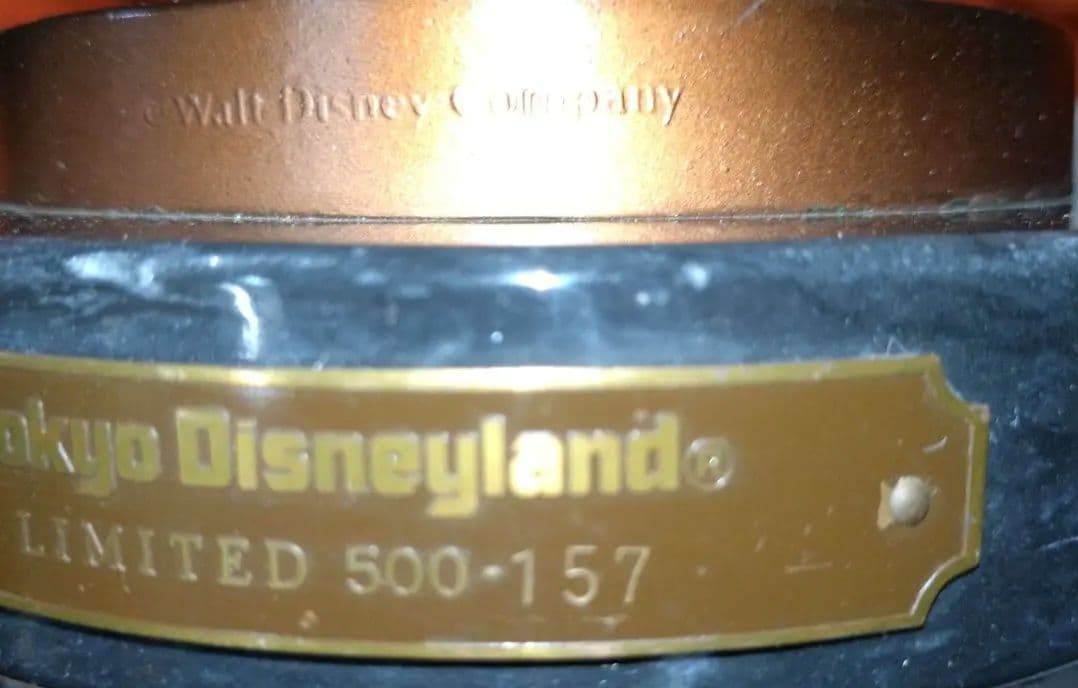 © Walt Disney Company
okyo Disneyland®
LIMITED 500-157